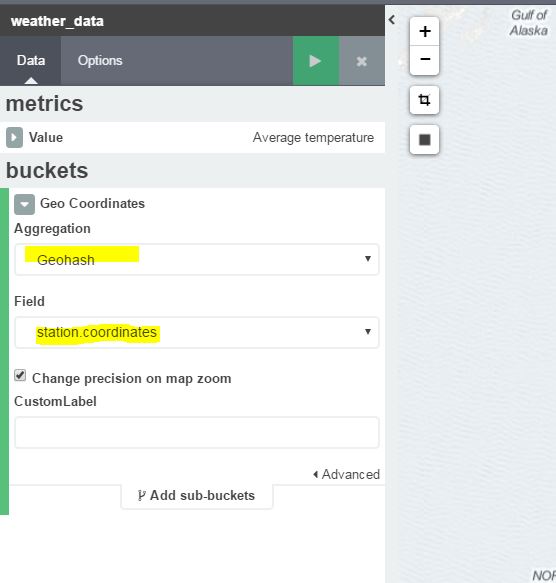 weather_data
Data Options
metrics
Value Average temperature
buckets
Geo Coordinates
Aggregation
Geohash
Field
station.coordinates
Change precision on map zoom
CustomLabel
Advanced
Add sub-buckets
+
−
Gulf of
Alaska